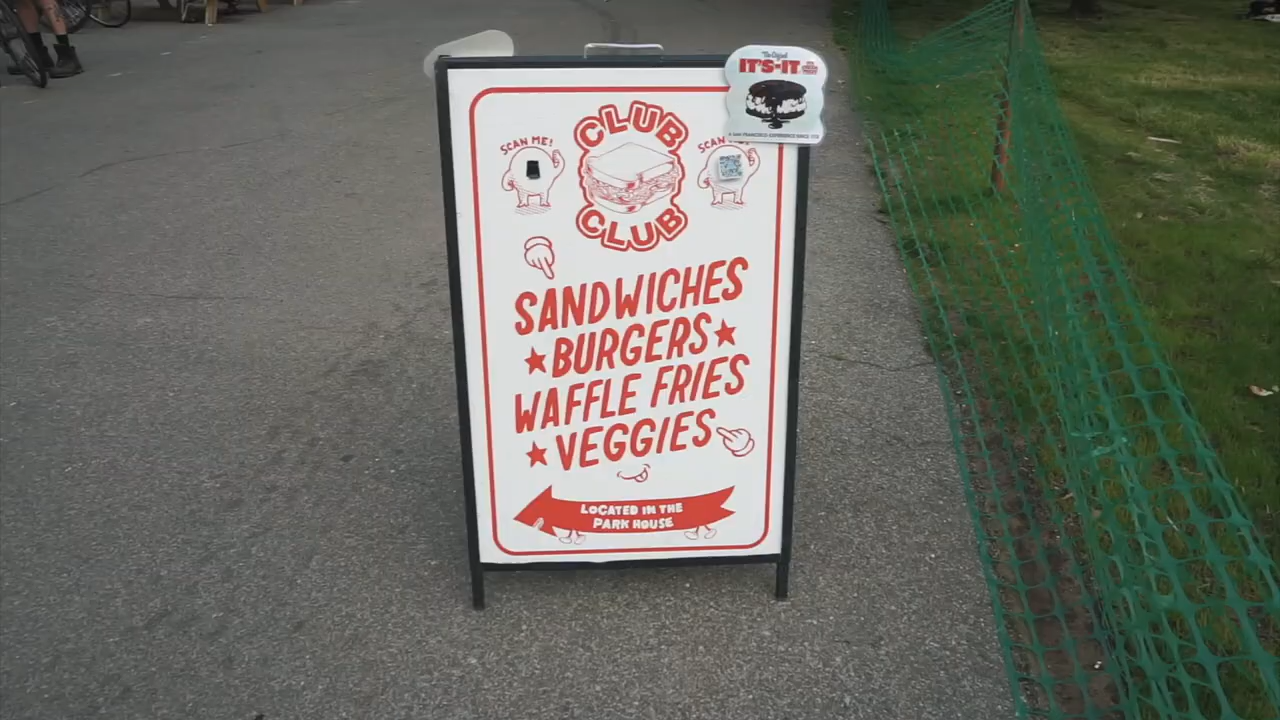 The Original
IT'S-IT
A SAN FRANCISCO EXPERIENCE SINCE 1928
CLUB
SCAN ME!
SCAN
CLUB
SANDWICHES
BURGERS
WAFFLE FRIES
VEGGIES
LOCATED IN THE
PARK HOUSE